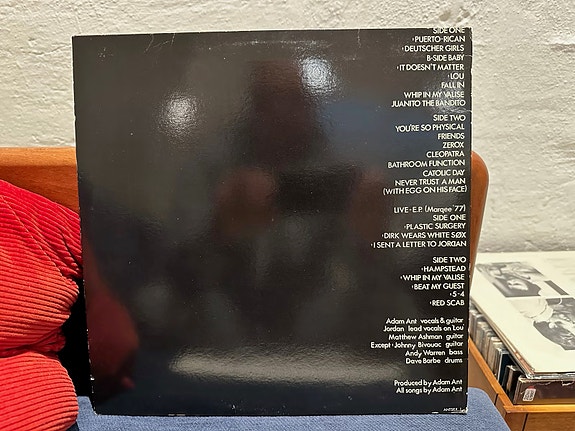 SIDE ONE
•PUERTO-RICAN
•DEUTSCHER GIRLS
B-SIDE BABY
•IT DOESN'T MATTER
LOU
FALL IN
WHIP IN MY VALISE
JUANITO THE BANDITO
SIDE TWO
YOU'RE SO PHYSICAL
FRIENDS
ZEROX
CLEOPATRA
BATHROOM FUNCTION
CATOLIC DAY
NEVER TRUST A MAN
(WITH EGG ON HIS FACE)
LIVE-E.P. (Marqee '77)
SIDE ONE
•PLASTIC SURGERY
•DIRK WEARS WHITE SØX
•I SENT A LETTER TO JORDAN
SIDE TWO
•HAMPSTEAD
•WHIP IN MY VALISE
•BEAT MY GUEST
•5-4
•RED SCAB
Adam Ant vocals & guitar
Jordan lead vocals on Lou
Matthew Ashman guitar
Except •Johnny Bivouac guitar
Andy Warren bass
Dave Barbe drums
Produced by Adam Ant
All songs by Adam Ant